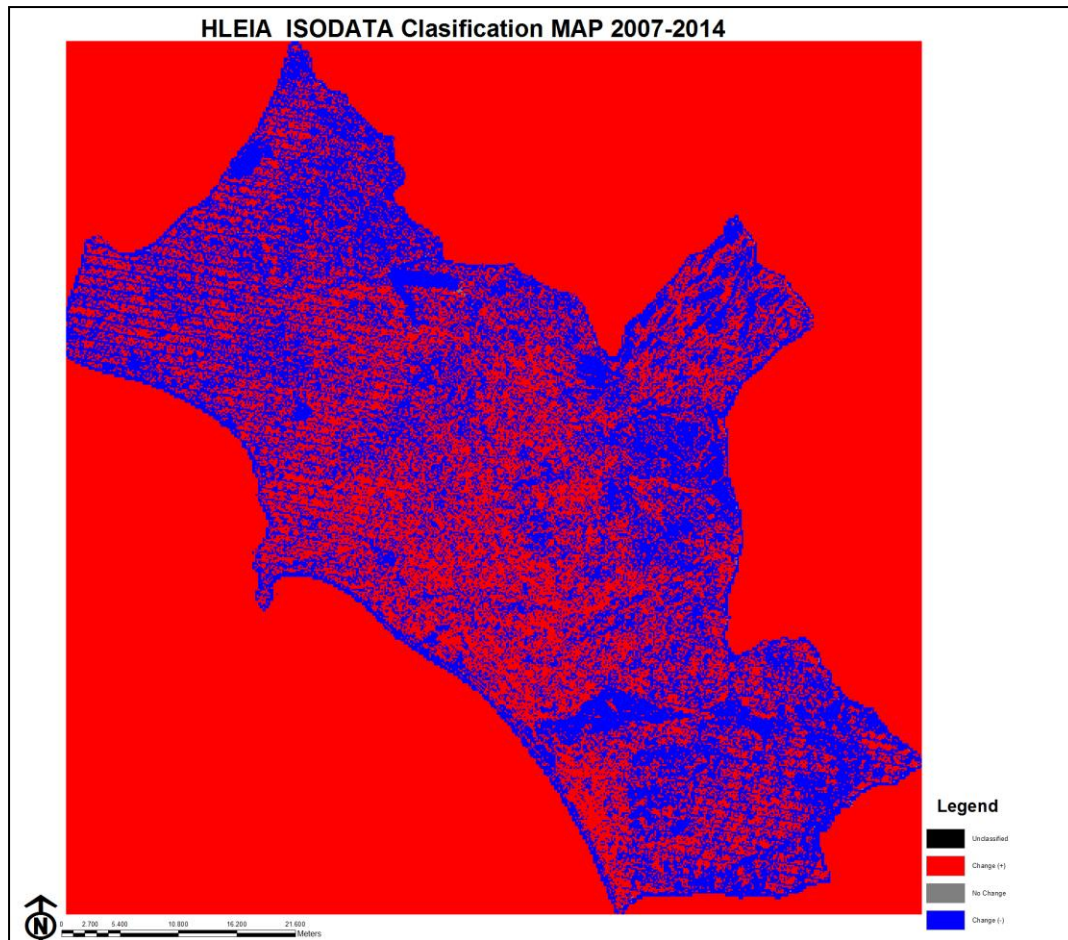 HLEIA ISODATA Clasification MAP 2007-2014
Legend
Unclassified
Change (+)
No Change
Change (-)
N
0 2.700 5.400 10.800 16.200 21.600
Meters